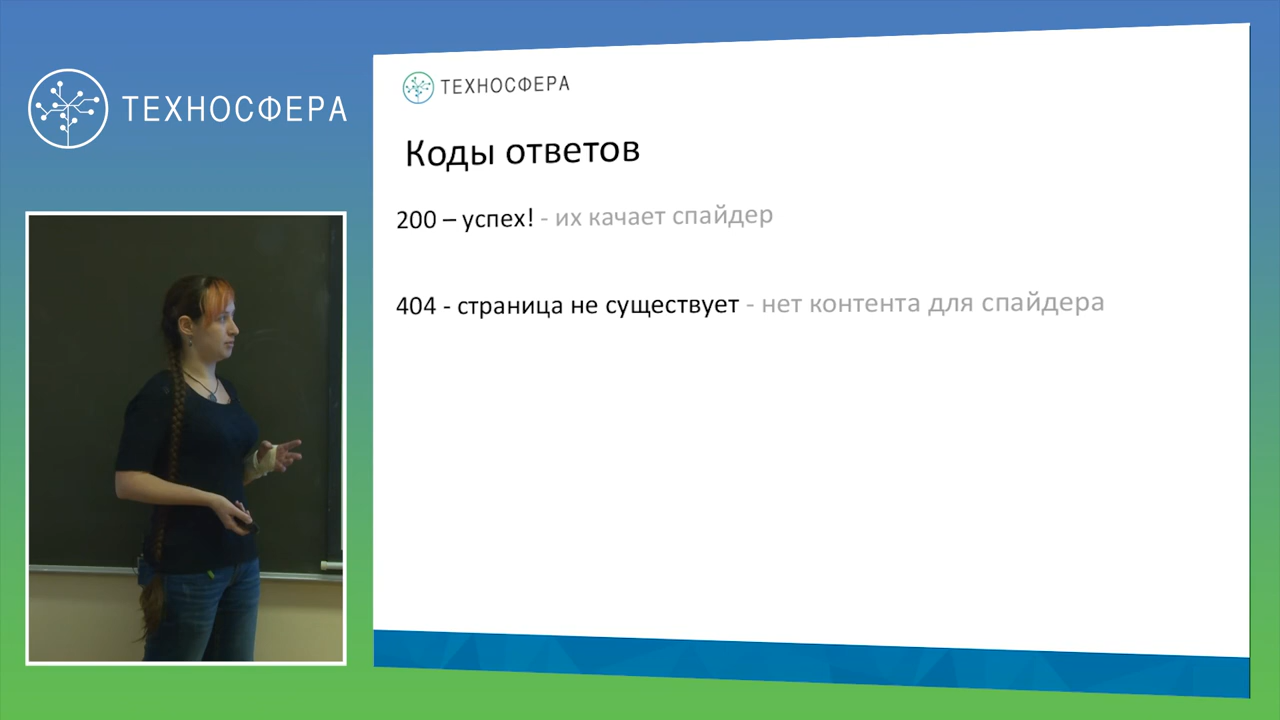 ТЕХНОСФЕРА
ТЕХНОСФЕРА
Коды ответов
200 – успех! - их качает спайдер
404 - страница не существует - нет контента для спайдера